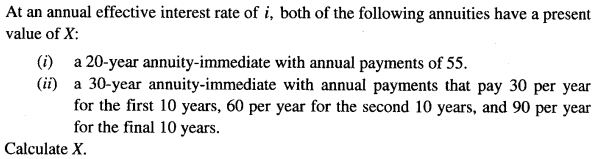 At an annual effective interest rate of i, both of the following annuities have a present
value of X:
(i) a 20-year annuity-immediate with annual payments of 55.
(ii) a 30-year annuity-immediate with annual payments that pay 30 per year
for the first 10 years, 60 per year for the second 10 years, and 90 per year
for the final 10 years.
Calculate X.